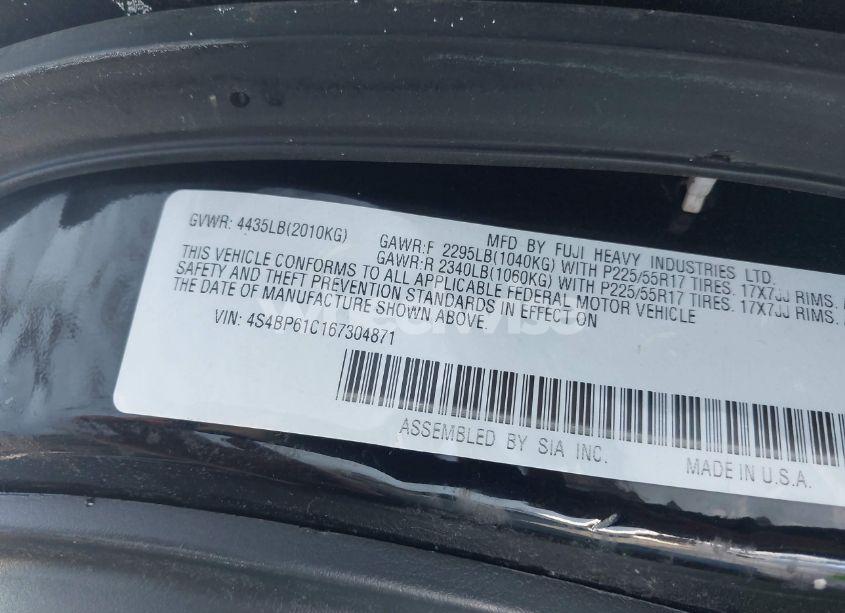 MFD BY FUJI HEAVY INDUSTRIES LTD.
GVWR: 4435LB(2010KG) GAWR:F 2295LB(1040KG) WITH P225/55R17 TIRES. 17X7JJ RIMS.
GAWR:R 2340LB(1060KG) WITH P225/55R17 TIRES. 17X7JJ RIMS.
THIS VEHICLE CONFORMS TO ALL APPLICABLE FEDERAL MOTOR VEHICLE
SAFETY AND THEFT PREVENTION STANDARDS IN EFFECT ON
THE DATE OF MANUFACTURE SHOWN ABOVE.
VIN: 4S4BP61C167304871
ASSEMBLED BY SIA INC.
MADE IN U.S.A.